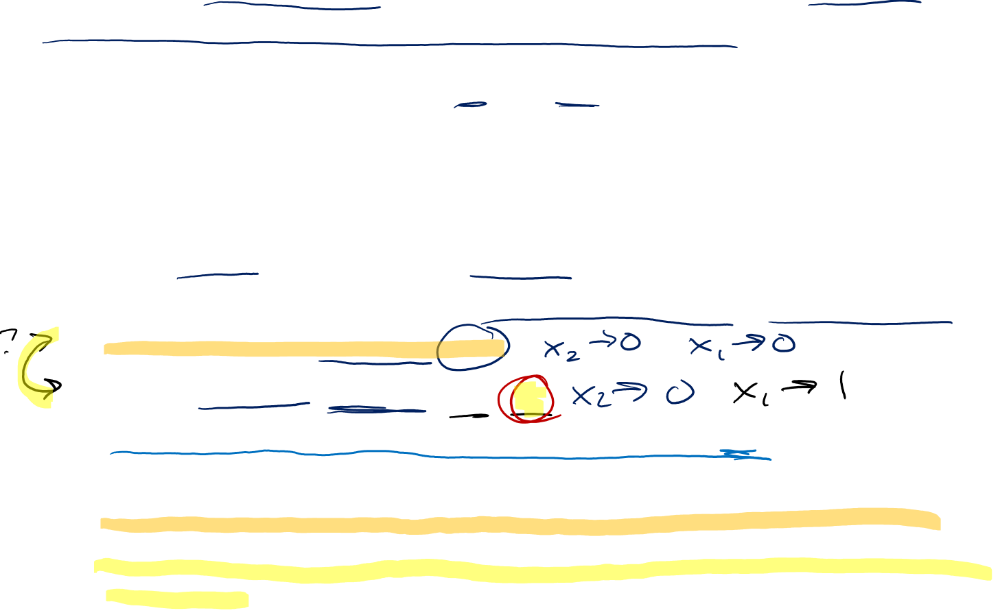 ? x₂ → 0 x₁ → 0
x₂ → 0 x₁ → 1